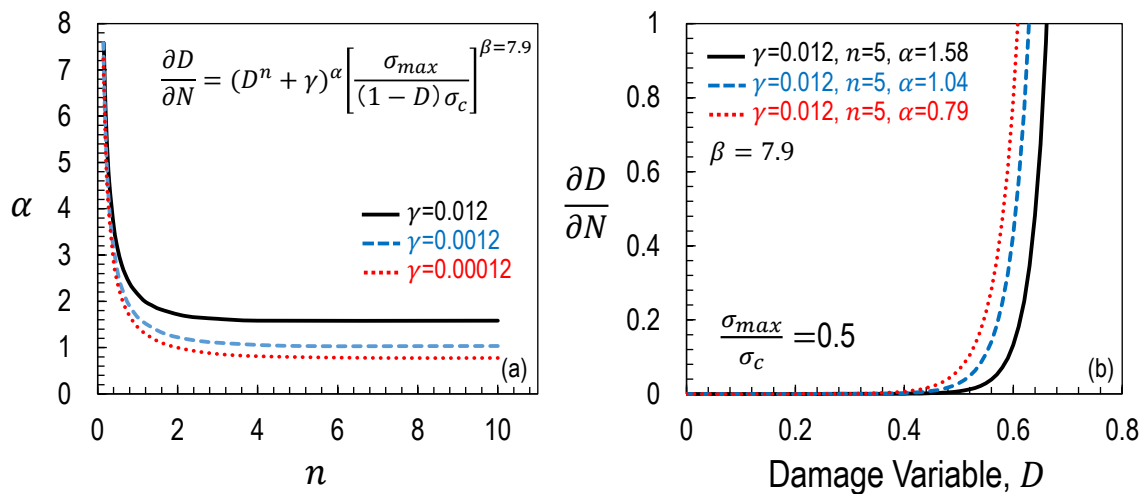 8
7
6
5
4
3
2
1
0
α
∂D/∂N = (D^n + γ)^α [σ_max/((1 − D) σ_c)]^β=7.9
γ=0.012
γ=0.0012
γ=0.00012
(a)
0 2 4 6 8 10
n
1
0.8
0.6
0.4
0.2
0
∂D/∂N
γ=0.012, n=5, α=1.58
γ=0.012, n=5, α=1.04
γ=0.012, n=5, α=0.79
β = 7.9
σ_max/σ_c =0.5
(b)
0 0.2 0.4 0.6 0.8
Damage Variable, D